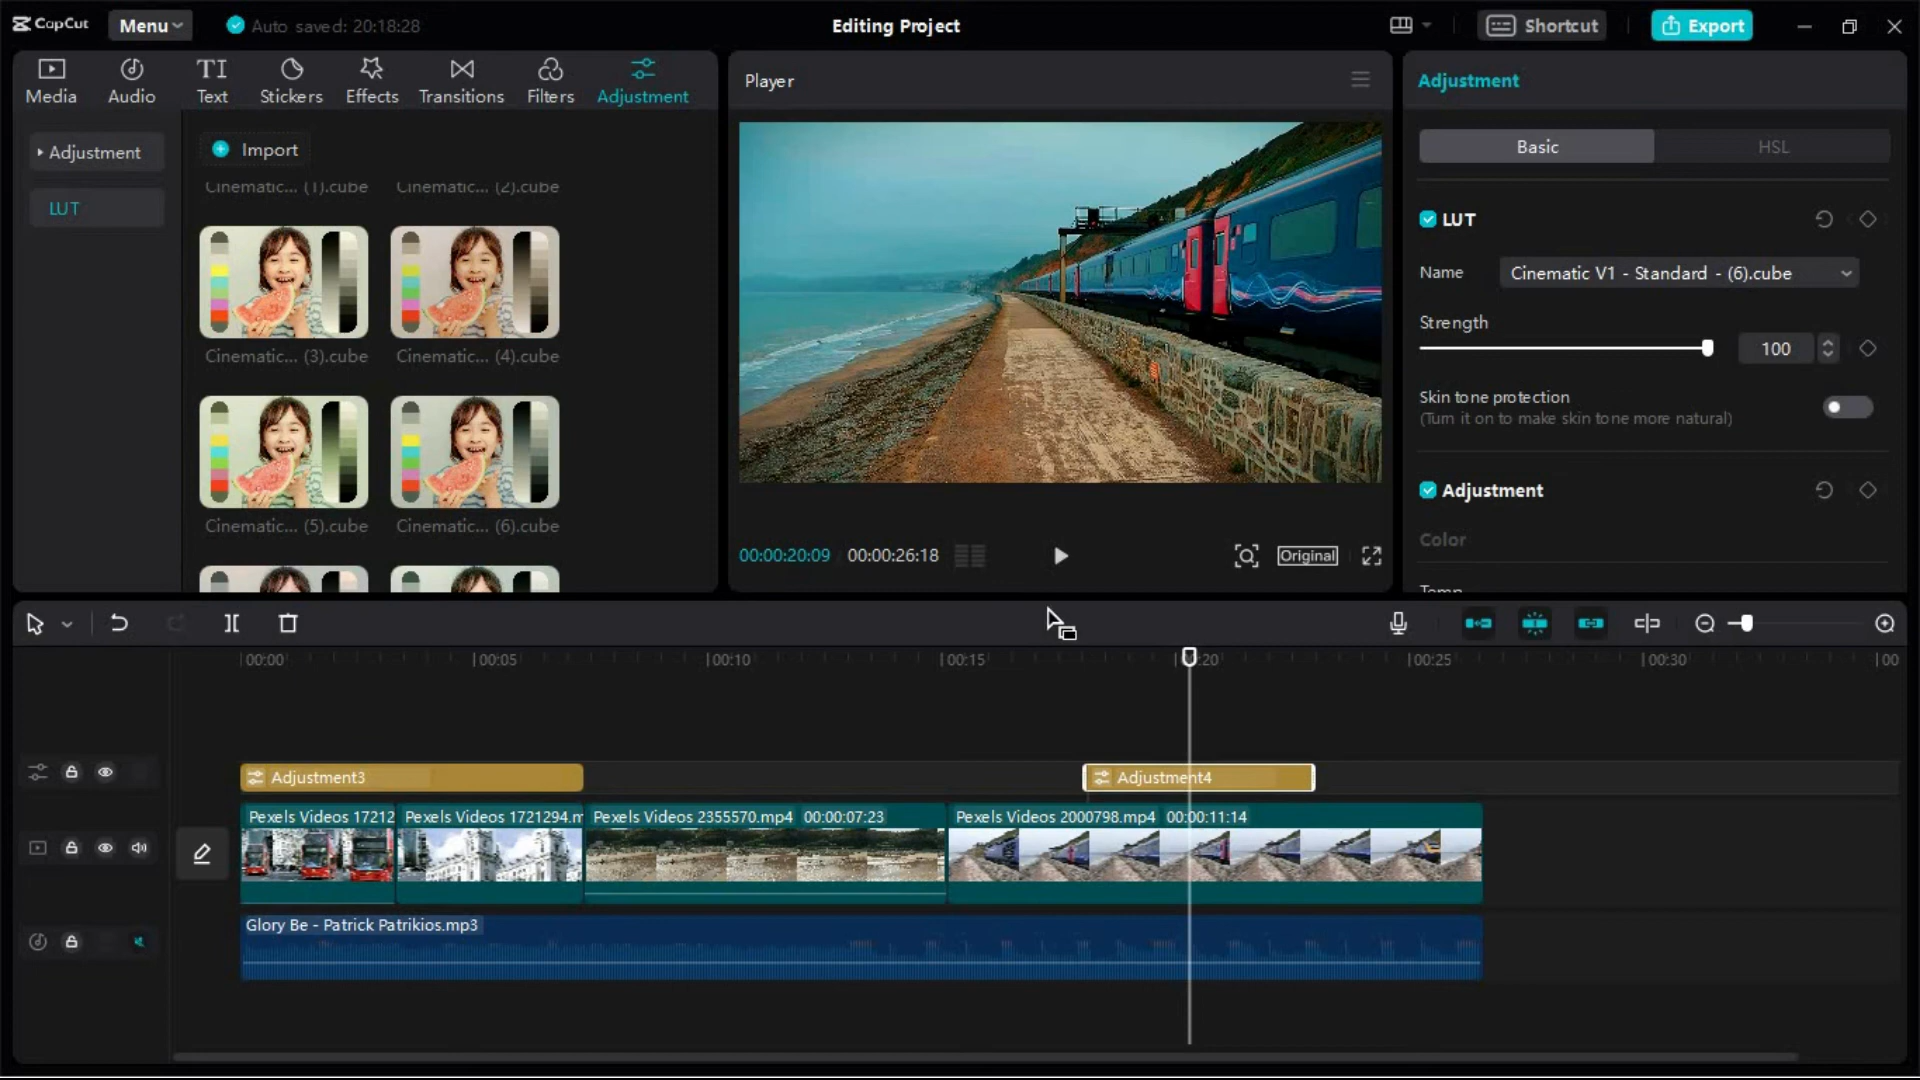 CapCut
Menu
Auto saved: 20:18:28
Editing Project
Shortcut
Export
Media
Audio
TI
Text
Stickers
Effects
Transitions
Filters
Adjustment
Player
Adjustment
Adjustment
LUT
Import
Cinematic... (1).cube
Cinematic... (2).cube
Cinematic... (3).cube
Cinematic... (4).cube
Cinematic... (5).cube
Cinematic... (6).cube
00:00:20:09
00:00:26:18
Original
Basic
HSL
LUT
Name
Cinematic V1 - Standard - (6).cube
Strength
100
Skin tone protection
(Turn it on to make skin tone more natural)
Adjustment
Color
Temp
00:00
00:05
00:10
00:15
00:20
00:25
00:30
00
Adjustment3
Adjustment4
Pexels Videos 17212
Pexels Videos 1721294.m
Pexels Videos 2355570.mp4 00:00:07:23
Pexels Videos 2000798.mp4 00:00:11:14
Glory Be - Patrick Patrikios.mp3